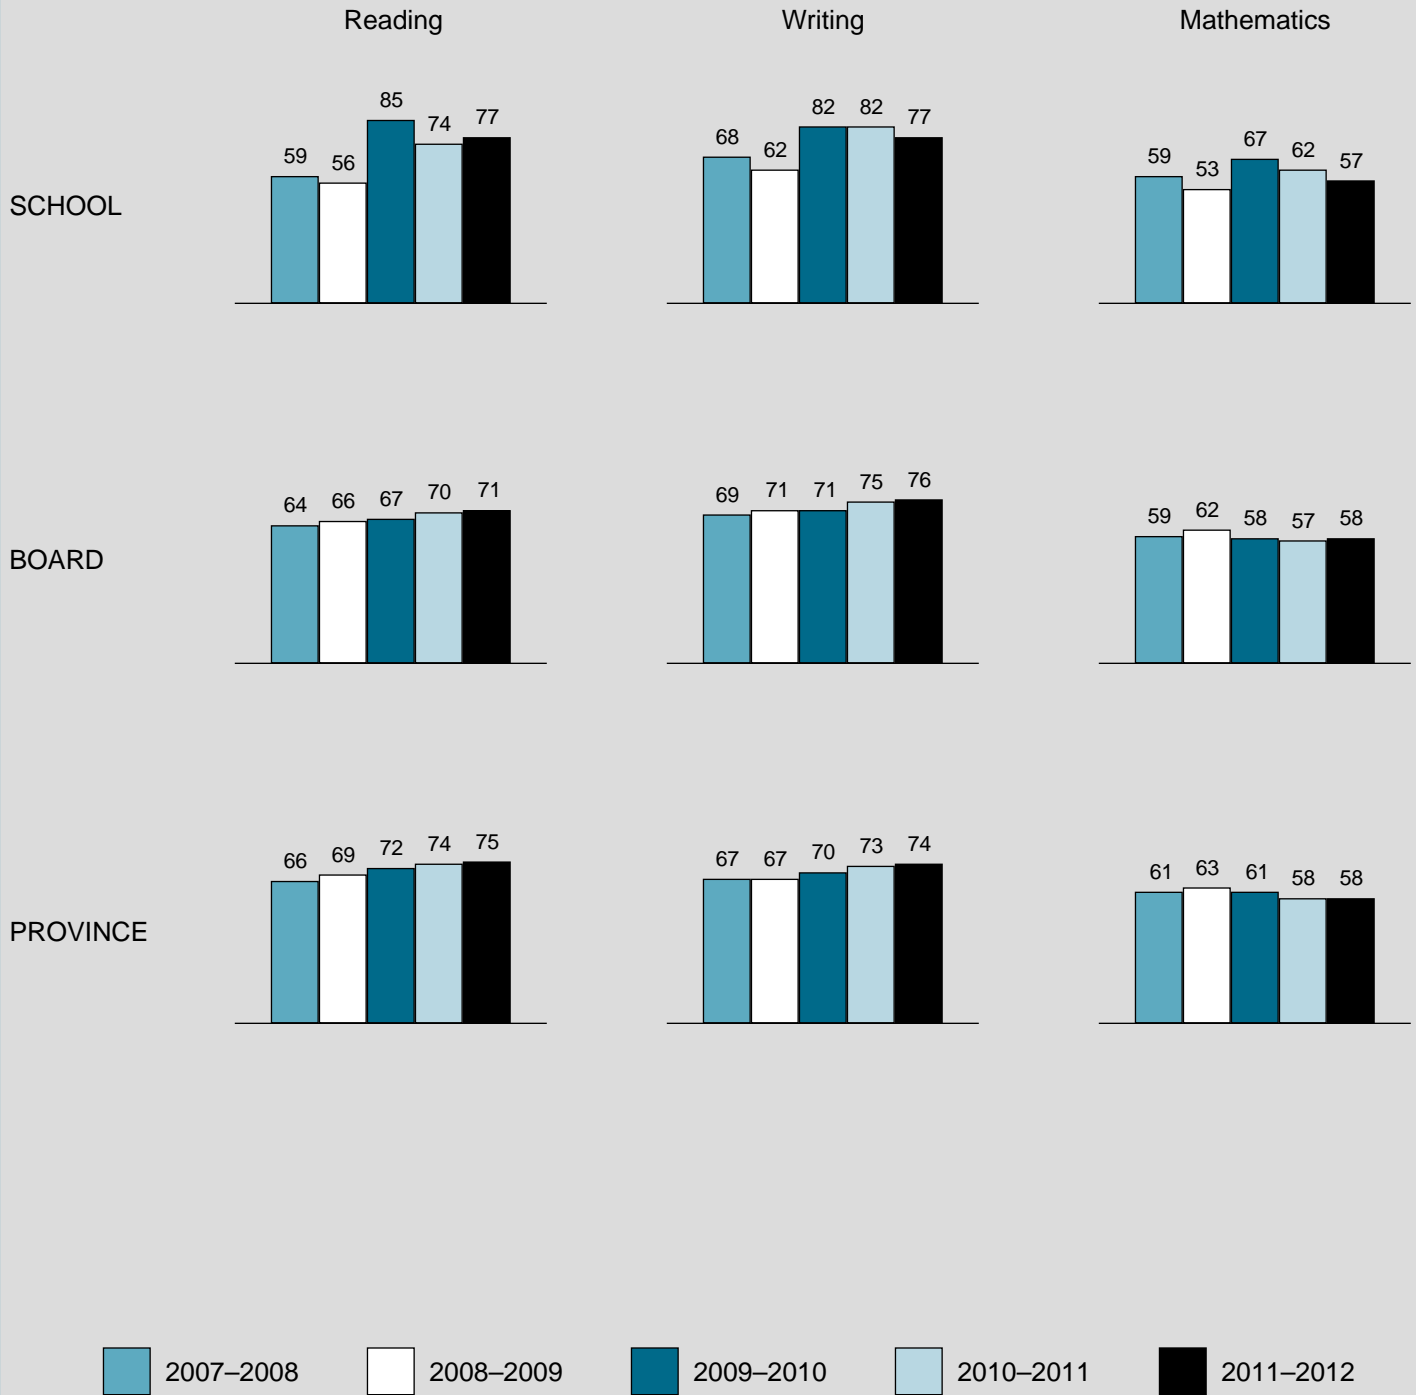 Reading Writing Mathematics
85
74 77
59 56
82 82
77
68
62
67
62
59
57
53
SCHOOL
64 66 67 70 71
69 71 71 75 76
59 62 58 57 58
BOARD
66 69 72 74 75
67 67 70 73 74
61 63 61 58 58
PROVINCE
2007–2008 2008–2009 2009–2010 2010–2011 2011–2012